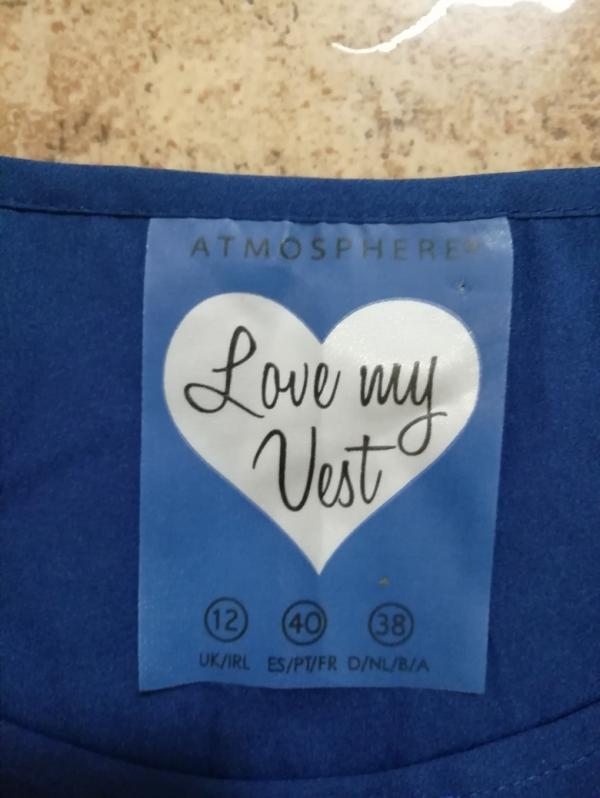 ATMOSPHERE®
Love my
Vest
12 40 38
UK/IRL ES/PT/FR D/NL/B/A